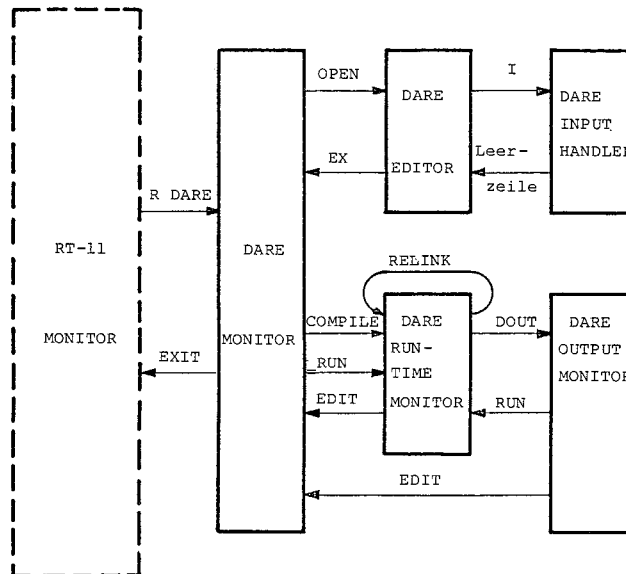 OPEN
I
DARE
DARE
INPUT
HANDLER
EX
EDITOR
Leer-
zeile
R DARE
RT-11
DARE
RELINK
COMPILE
DARE
DOUT
DARE
MONITOR
MONITOR
RUN-
OUTPUT
EXIT
RUN
TIME
MONITOR
EDIT
MONITOR
RUN
EDIT